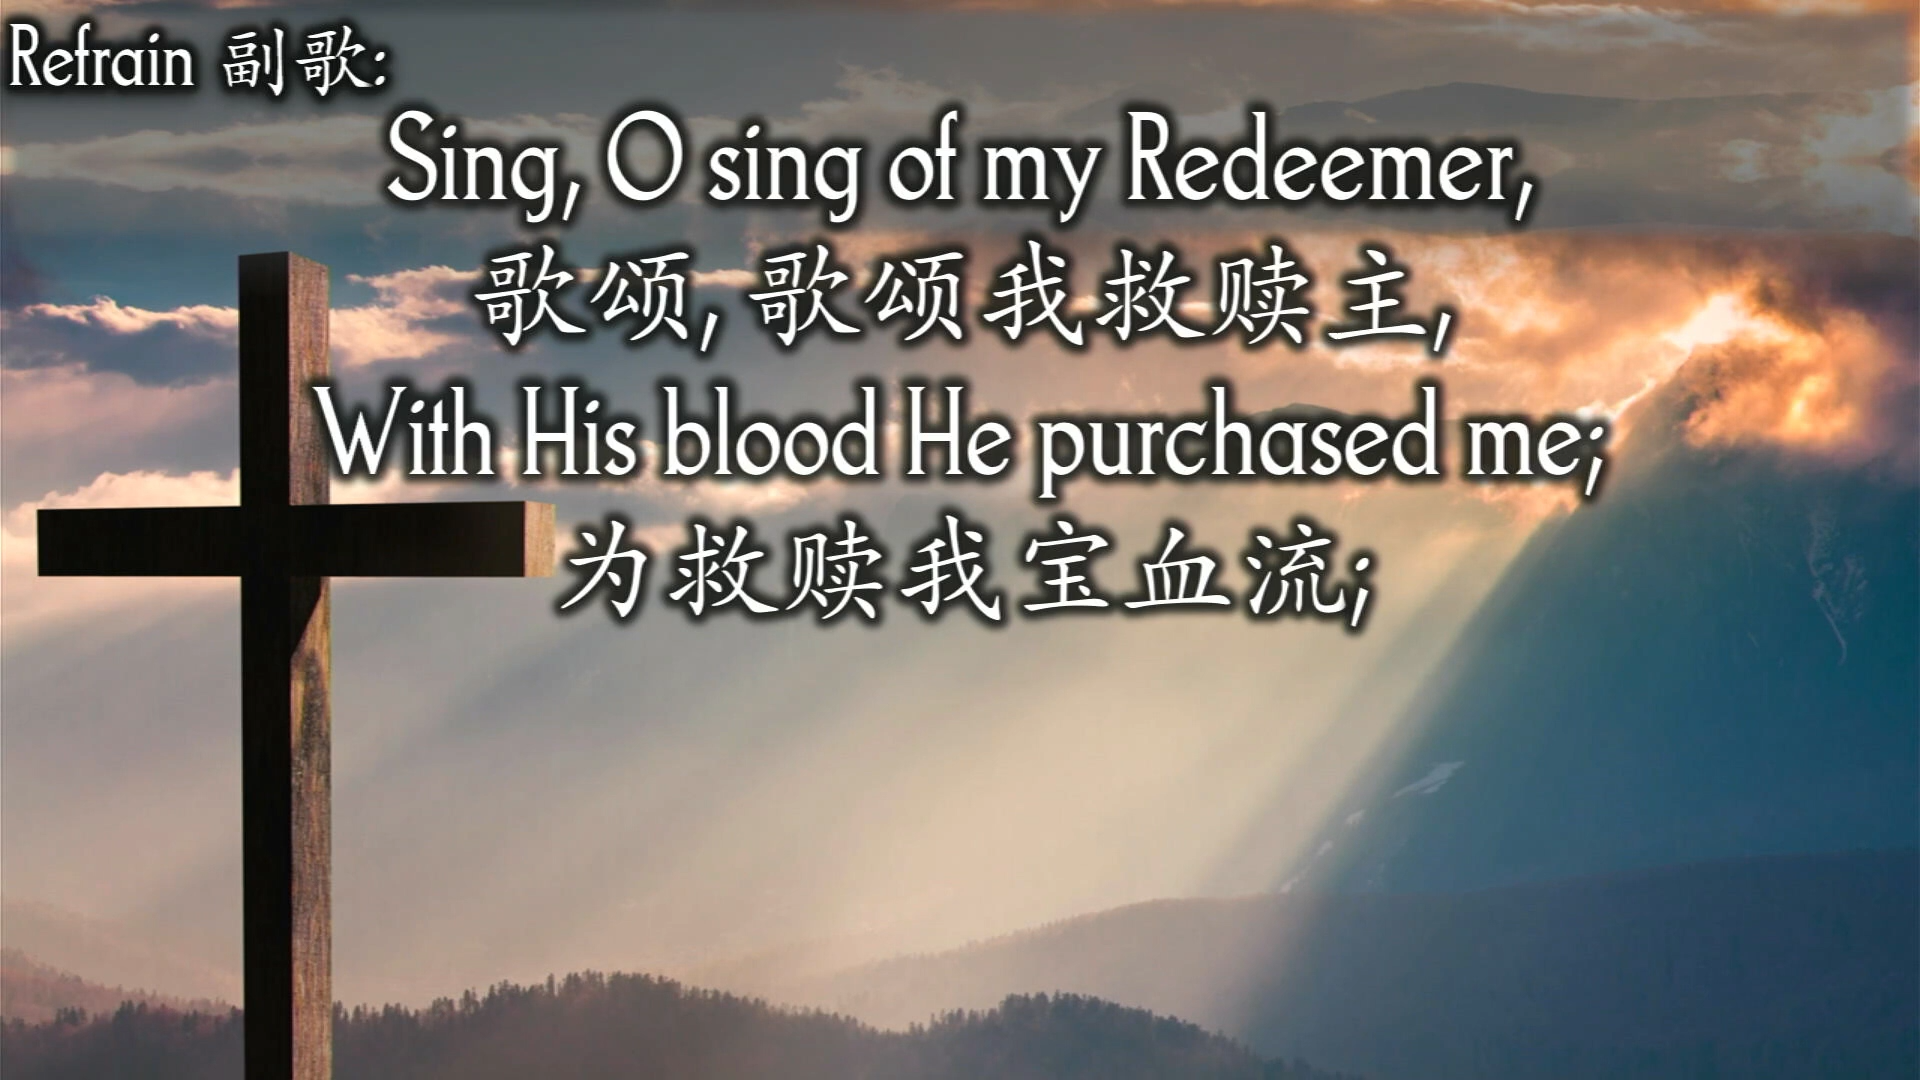 Refrain 副歌:
Sing, O sing of my Redeemer,
歌颂, 歌颂我救赎主,
With His blood He purchased me;
为救赎我宝血流;